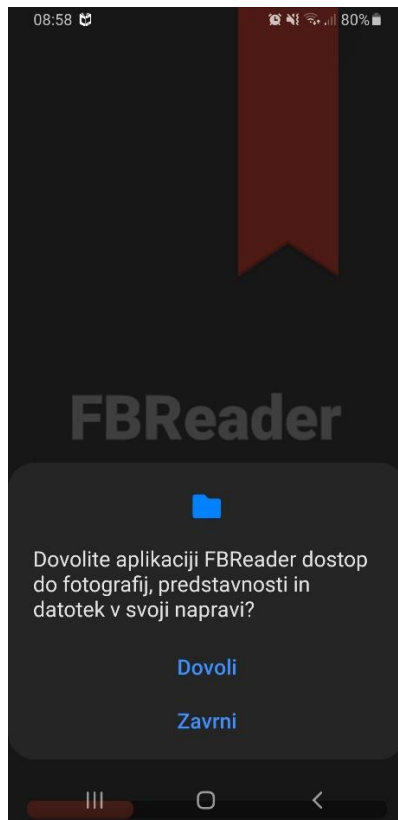 08:58 80%
FBReader
Dovolite aplikaciji FBReader dostop
do fotografij, predstavnosti in
datotek v svoji napravi?
Dovoli
Zavrni